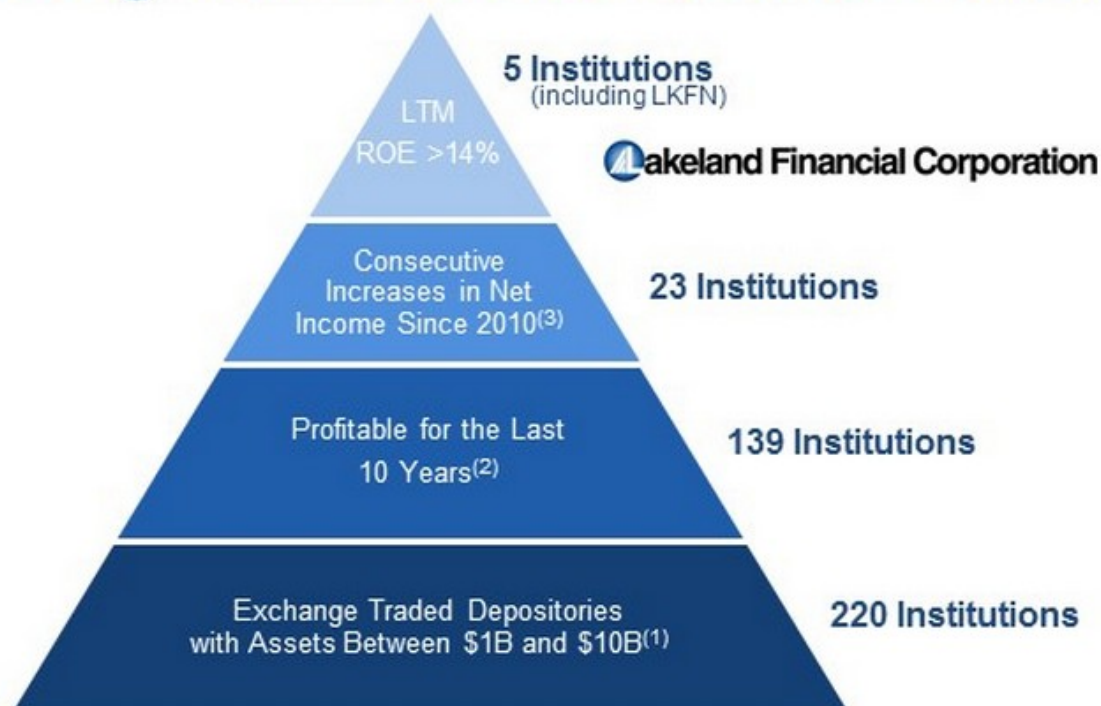 5 Institutions
(including LKFN)
LTM
ROE >14%
Lakeland Financial Corporation
Consecutive
Increases in Net
Income Since 2010(3)
23 Institutions
Profitable for the Last
10 Years(2)
139 Institutions
Exchange Traded Depositories
with Assets Between $1B and $10B(1)
220 Institutions